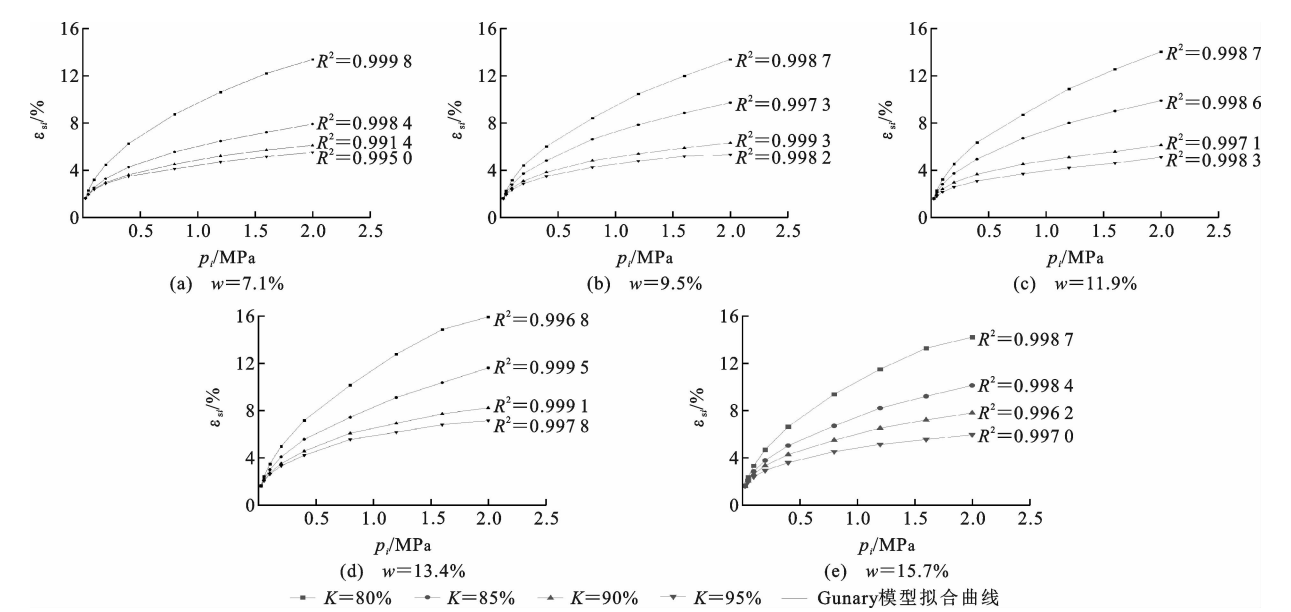 16
12
8
4
0
ε_si/%
R²=0.999 8
R²=0.998 4
R²=0.991 4
R²=0.995 0
0.5 1.0 1.5 2.0 2.5
p_i/MPa
(a) w=7.1%
16
12
8
4
0
ε_si/%
R²=0.998 7
R²=0.997 3
R²=0.999 3
R²=0.998 2
0.5 1.0 1.5 2.0 2.5
p_i/MPa
(b) w=9.5%
16
12
8
4
0
ε_si/%
R²=0.998 7
R²=0.998 6
R²=0.997 1
R²=0.998 3
0.5 1.0 1.5 2.0 2.5
p_i/MPa
(c) w=11.9%
16
12
8
4
0
ε_si/%
R²=0.996 8
R²=0.999 5
R²=0.999 1
R²=0.997 8
0.5 1.0 1.5 2.0 2.5
p_i/MPa
(d) w=13.4%
16
12
8
4
0
ε_si/%
R²=0.998 7
R²=0.998 4
R²=0.996 2
R²=0.997 0
0.5 1.0 1.5 2.0 2.5
p_i/MPa
(e) w=15.7%
K=80% K=85% K=90% K=95% Gunary模型拟合曲线